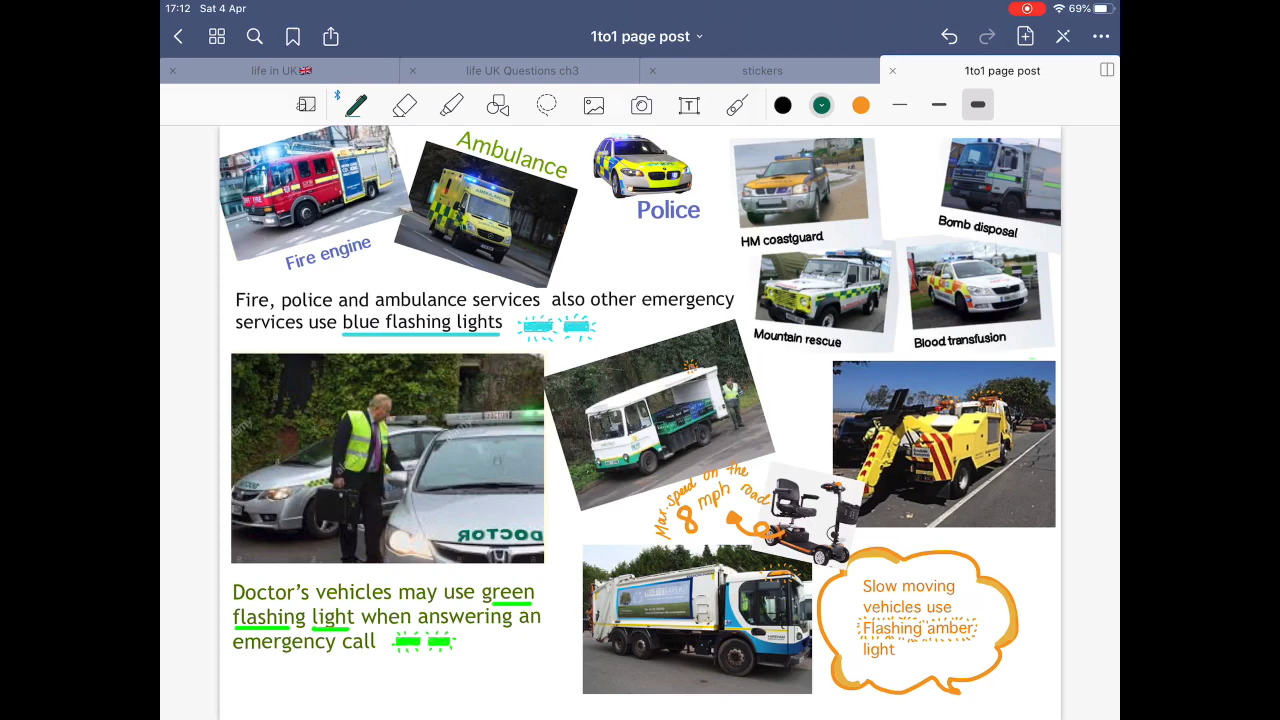 17:12 Sat 4 Apr
69%
1to1 page post
life in UK🇬🇧
life UK Questions ch3
stickers
1to1 page post
Ambulance
Police
Fire engine
HM coastguard
Bomb disposal
Mountain rescue
Blood transfusion
Fire, police and ambulance services also other emergency
services use blue flashing lights
DOCTOR
Max. speed on the
8 mph road
Doctor's vehicles may use green
flashing light when answering an
emergency call
Slow moving
vehicles use
Flashing amber
light